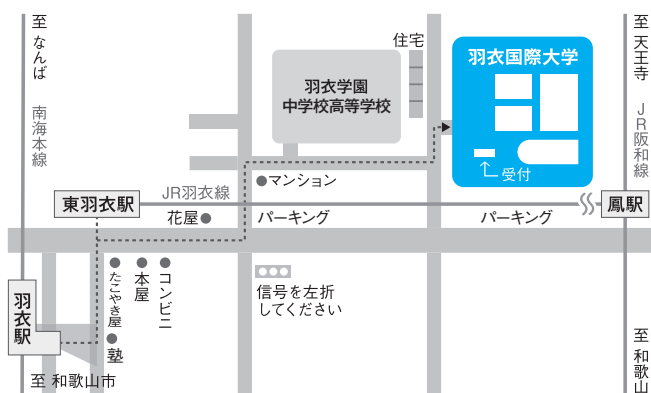 至 なんば
南海本線
住宅
羽衣国際大学
羽衣学園
中学校高等学校
至 天王寺
JR阪和線
受付
マンション
JR羽衣線
東羽衣駅
花屋
パーキング
パーキング
鳳駅
羽衣駅
たこやき屋
本屋
コンビニ
塾
信号を左折
してください
至 和歌山市
至 和歌山